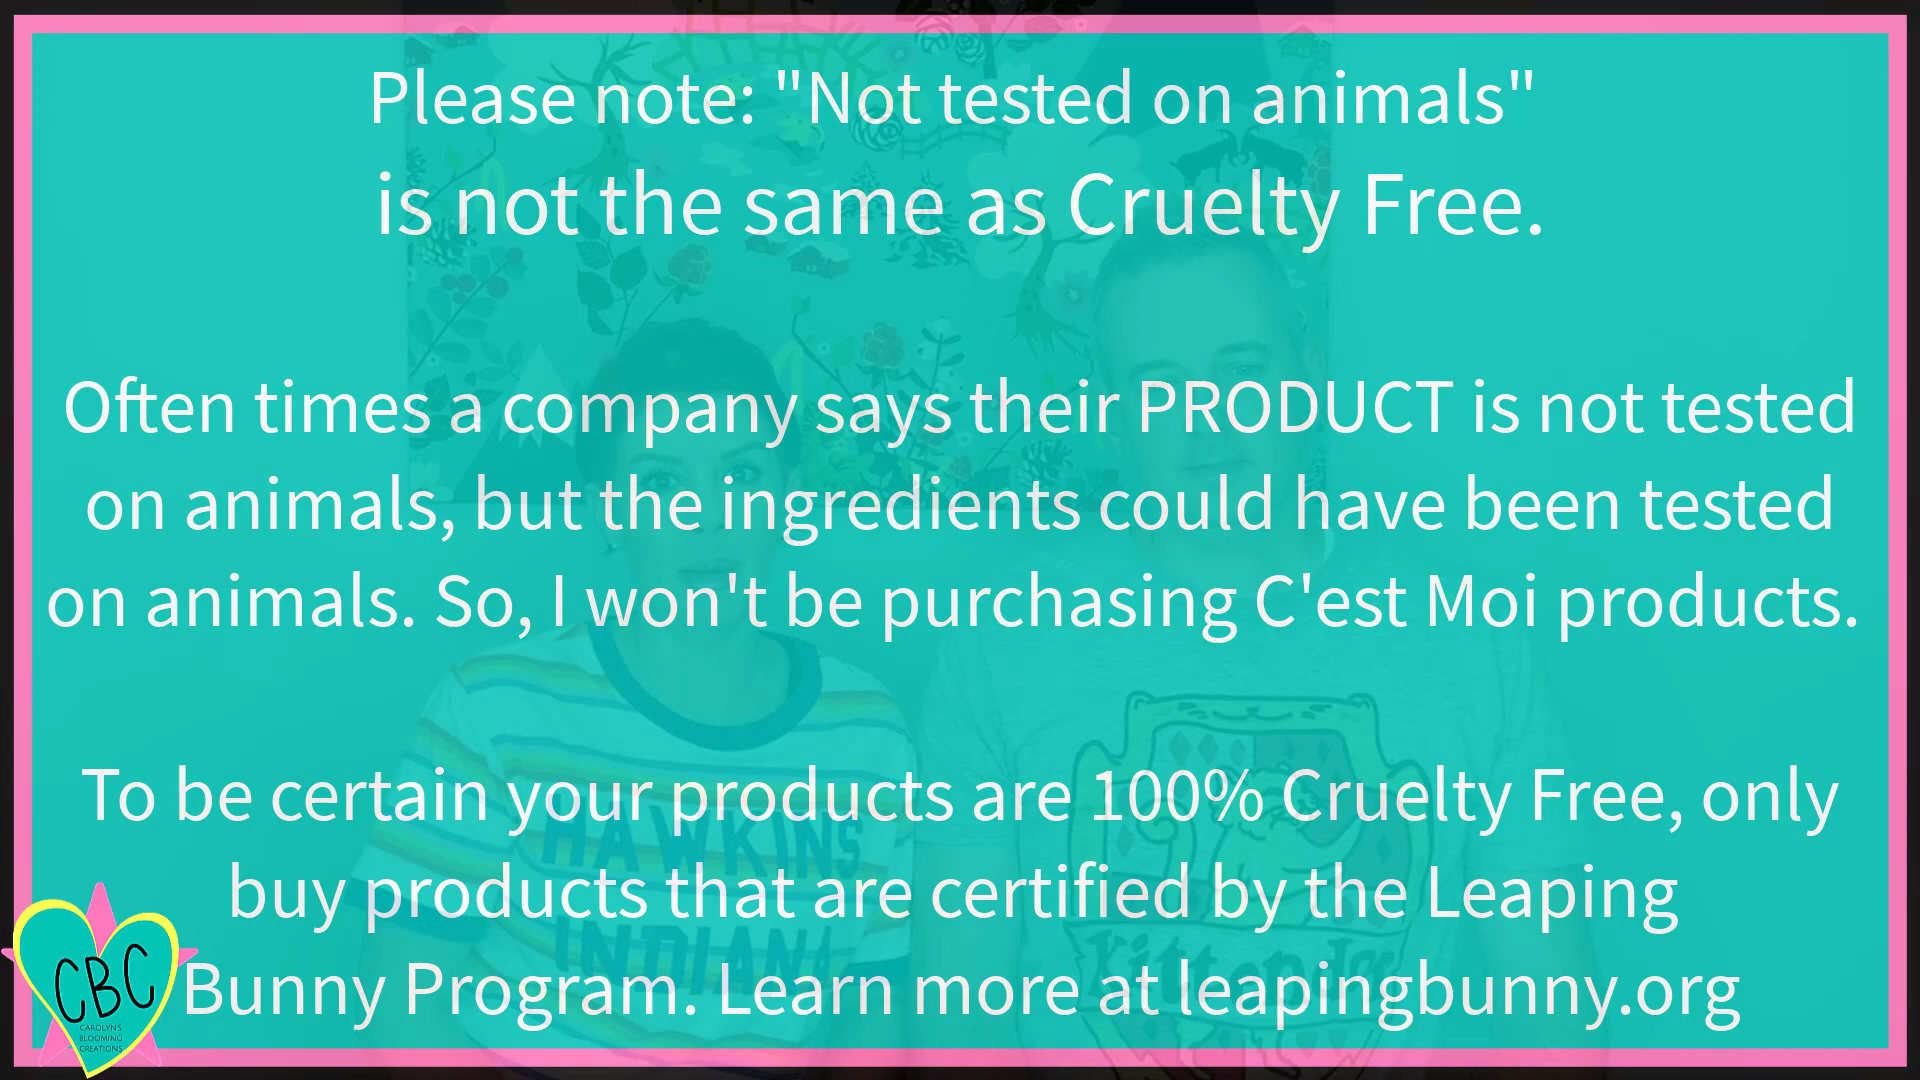 Please note: "Not tested on animals"
is not the same as Cruelty Free.
Often times a company says their PRODUCT is not tested
on animals, but the ingredients could have been tested
on animals. So, I won't be purchasing C'est Moi products.
To be certain your products are 100% Cruelty Free, only
buy products that are certified by the Leaping
Bunny Program. Learn more at leapingbunny.org
HAWKINS
INDIANA
CBC
CAROLYN'S
BLOOMING
CREATIONS